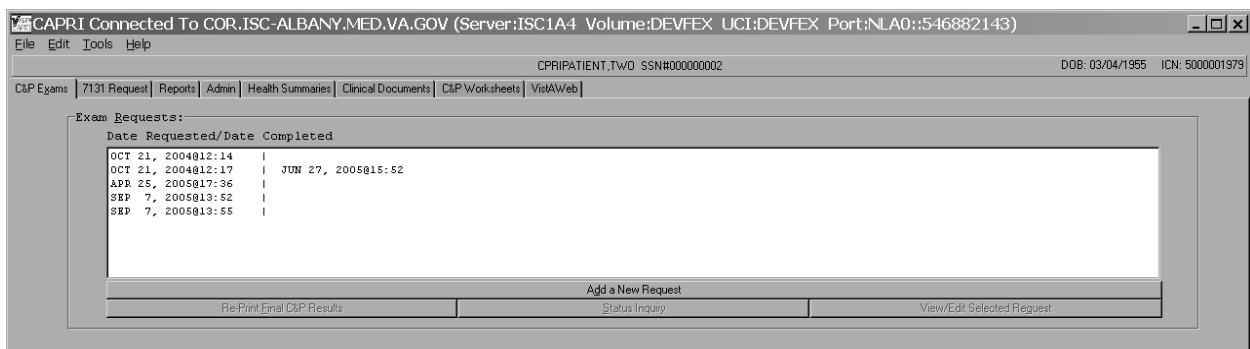 CAPRI Connected To COR.ISC-ALBANY.MED.VA.GOV (Server:ISC1A4 Volume:DEVFEX UCI:DEVFEX Port:NLA0::546882143)
File Edit Tools Help
CPRIPATIENT,TWO SSN#000000002 DOB: 03/04/1955 ICN: 5000001979
C&P Exams 7131 Request Reports Admin Health Summaries Clinical Documents C&P Worksheets VistAWeb
Exam Requests:
Date Requested/Date Completed
OCT 21, 2004@12:14 |
OCT 21, 2004@12:17 | JUN 27, 2005@15:52
APR 25, 2005@17:36 |
SEP 7, 2005@13:52 |
SEP 7, 2005@13:55 |
Add a New Request
Re-Print Final C&P Results Status Inquiry View/Edit Selected Request